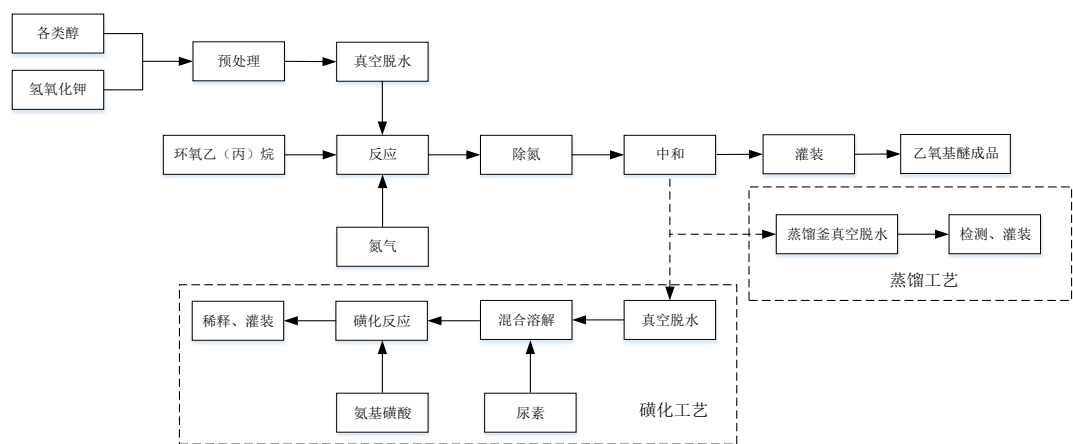 各类醇
氢氧化钾
预处理
真空脱水
环氧乙（丙）烷
反应
除氮
中和
灌装
乙氧基醚成品
氮气
蒸馏釜真空脱水
检测、灌装
蒸馏工艺
稀释、灌装
磺化反应
混合溶解
真空脱水
氨基磺酸
尿素
磺化工艺